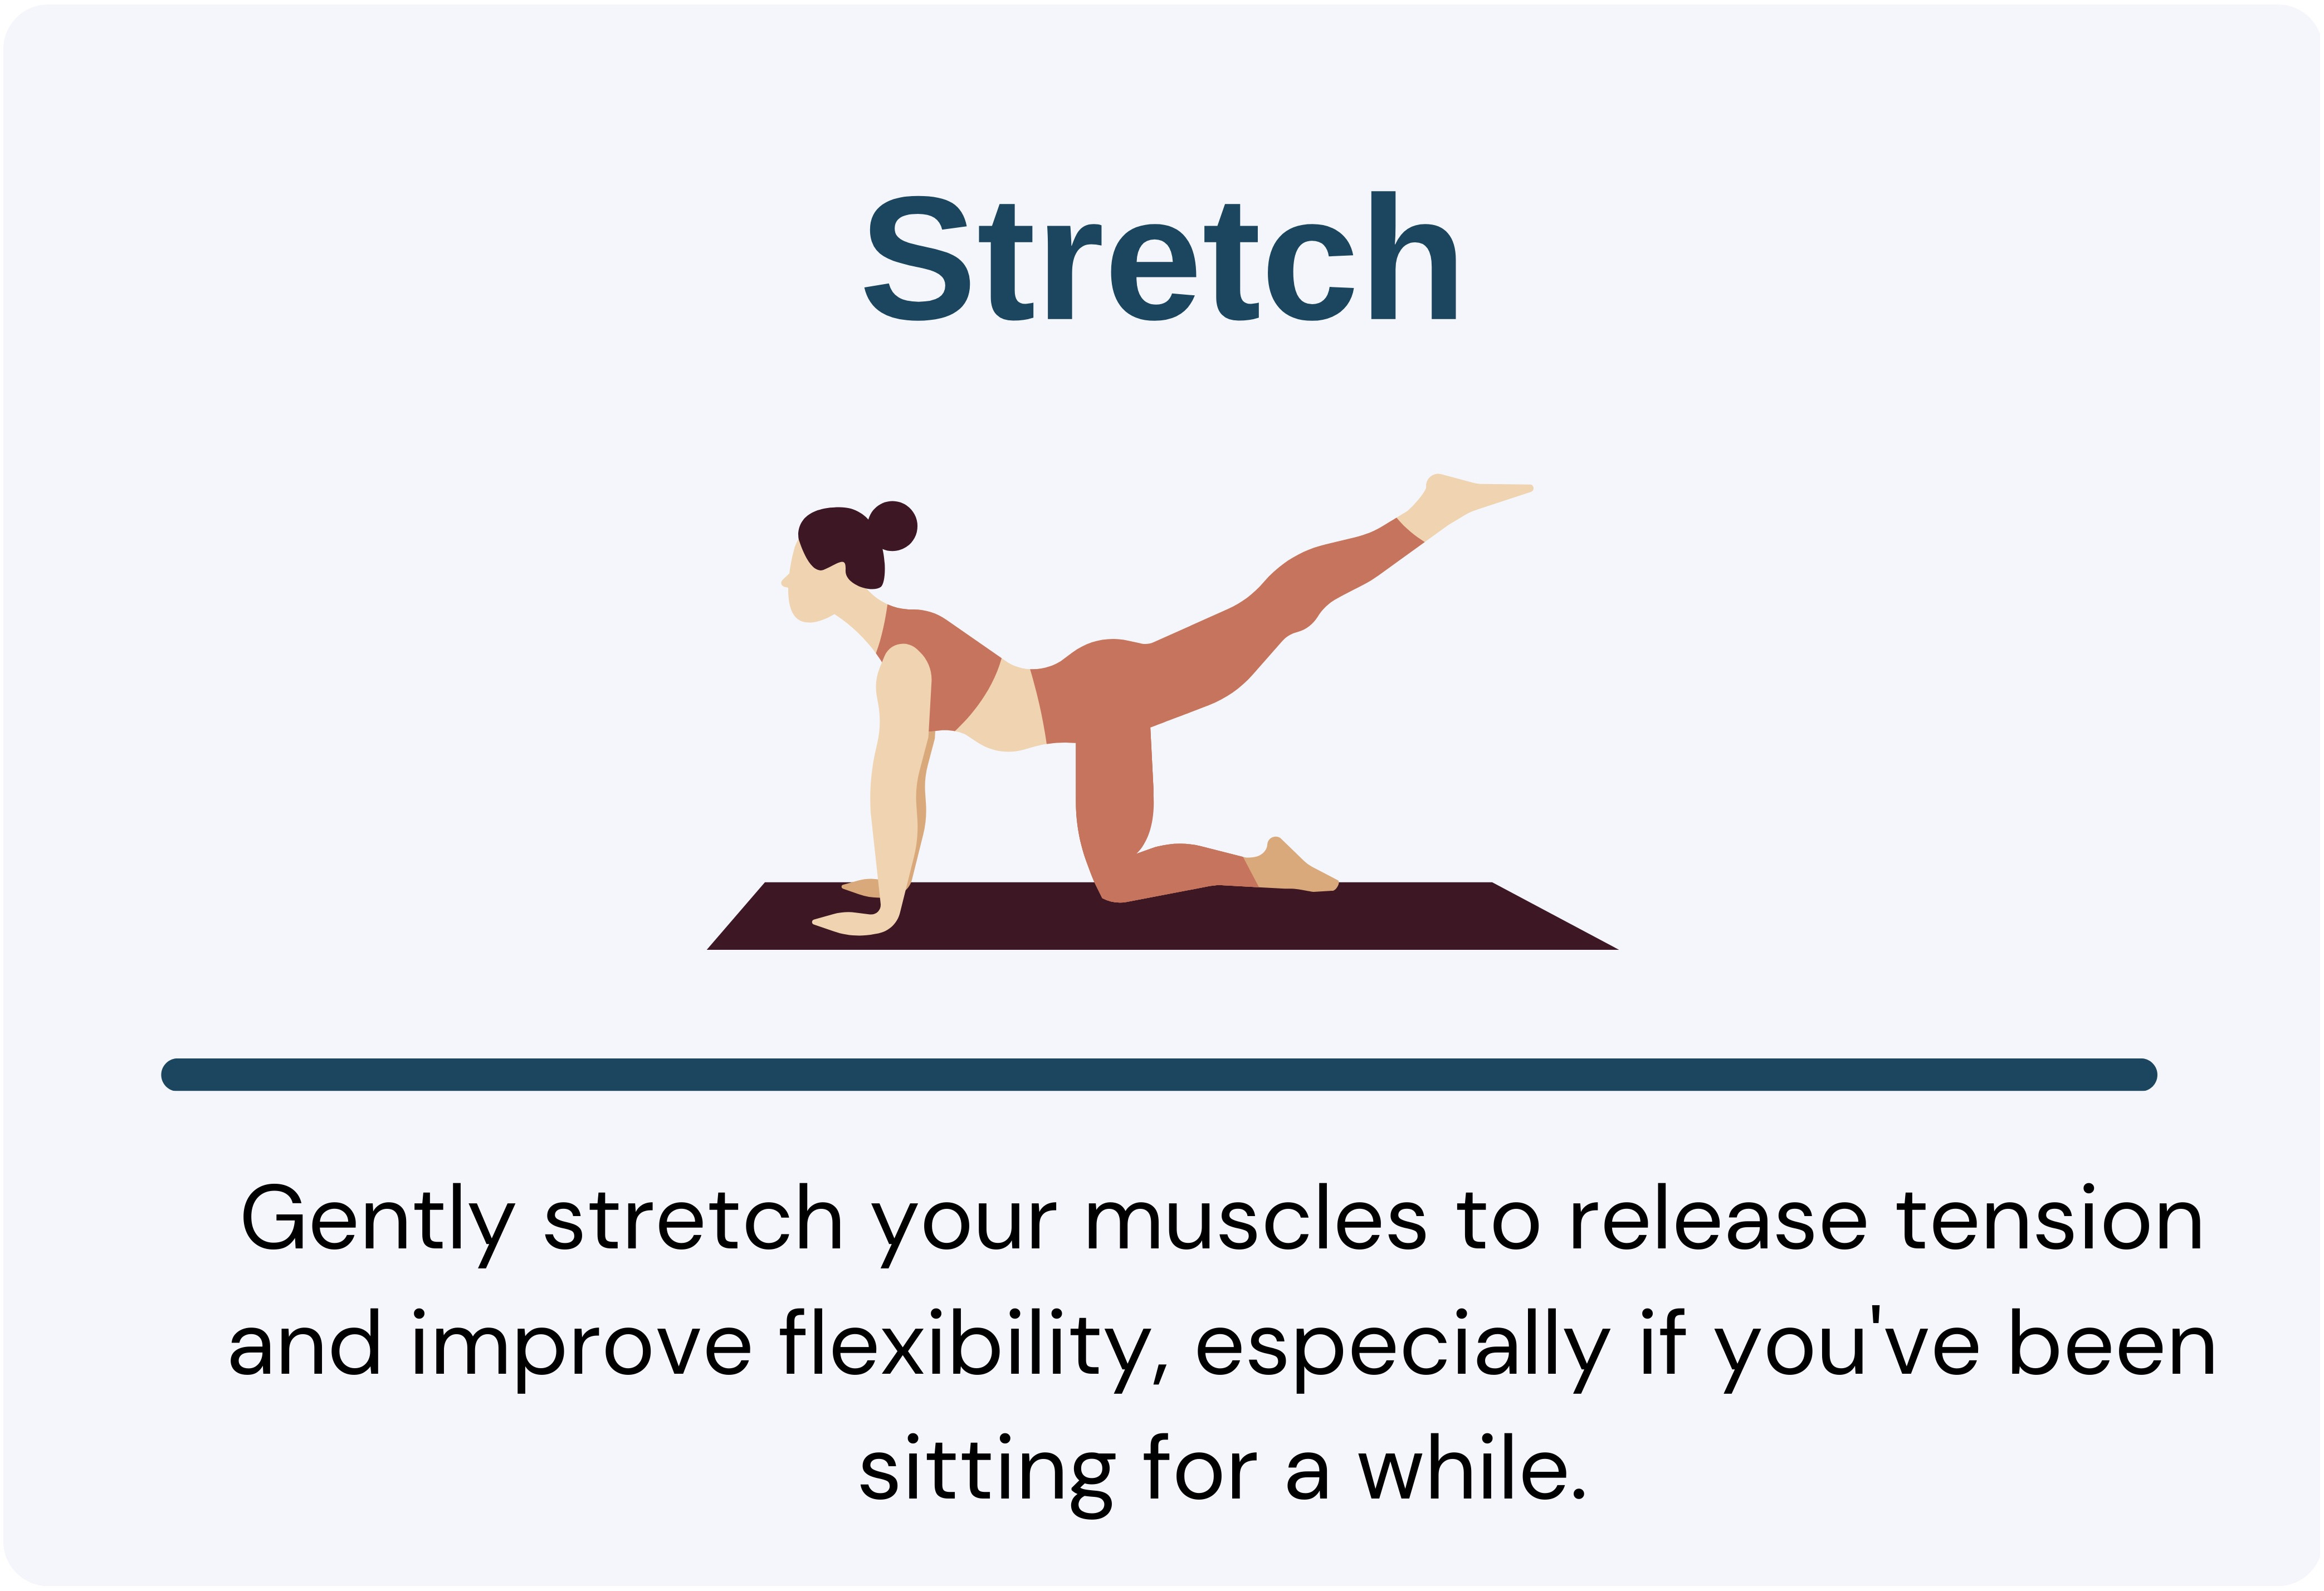 Stretch
Gently stretch your muscles to release tension
and improve flexibility, especially if you've been
sitting for a while.